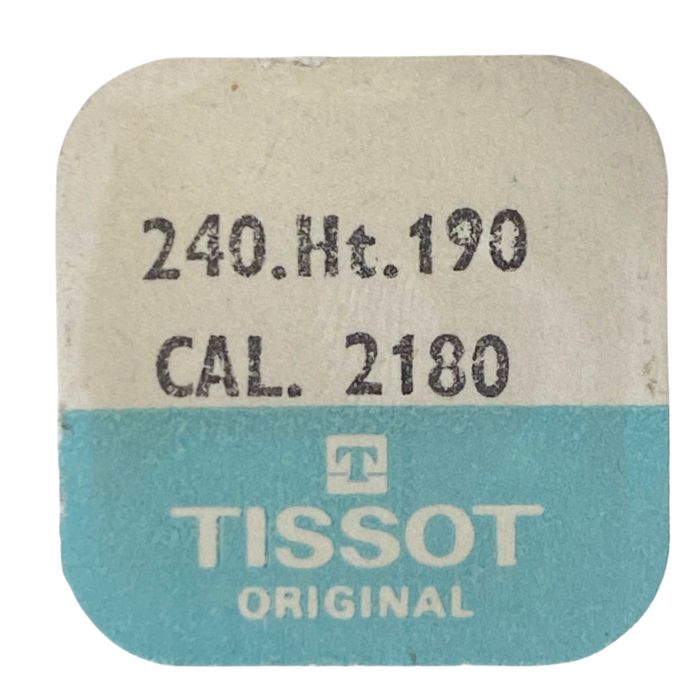 240.Ht.190
CAL. 2180
T
TISSOT
ORIGINAL